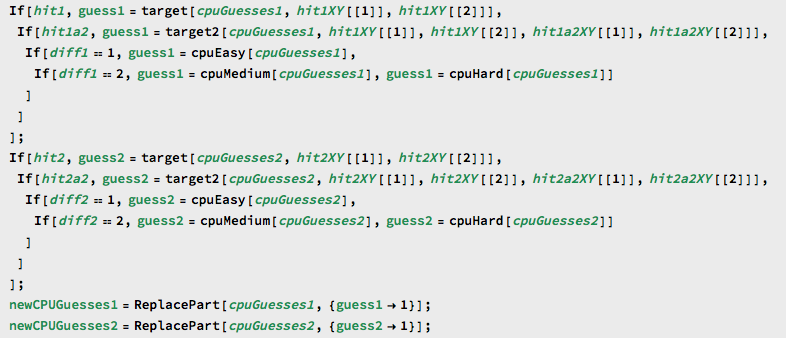 If[hit1, guess1 = target[cpuGuesses1, hit1XY[[1]], hit1XY[[2]]],
If[hit1a2, guess1 = target2[cpuGuesses1, hit1XY[[1]], hit1XY[[2]], hit1a2XY[[1]], hit1a2XY[[2]]],
If[diff1 == 1, guess1 = cpuEasy[cpuGuesses1],
If[diff1 == 2, guess1 = cpuMedium[cpuGuesses1], guess1 = cpuHard[cpuGuesses1]]
]
]
];
If[hit2, guess2 = target[cpuGuesses2, hit2XY[[1]], hit2XY[[2]]],
If[hit2a2, guess2 = target2[cpuGuesses2, hit2XY[[1]], hit2XY[[2]], hit2a2XY[[1]], hit2a2XY[[2]]],
If[diff2 == 1, guess2 = cpuEasy[cpuGuesses2],
If[diff2 == 2, guess2 = cpuMedium[cpuGuesses2], guess2 = cpuHard[cpuGuesses2]]
]
]
];
newCPUGuesses1 = ReplacePart[cpuGuesses1, {guess1 → 1}];
newCPUGuesses2 = ReplacePart[cpuGuesses2, {guess2 → 1}];